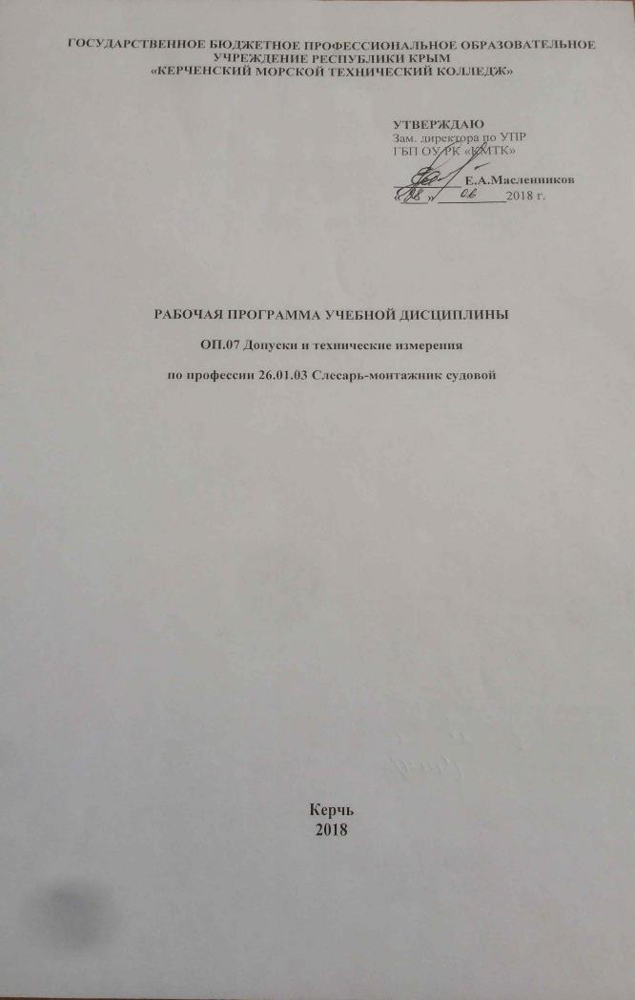 ГОСУДАРСТВЕННОЕ БЮДЖЕТНОЕ ПРОФЕССИОНАЛЬНОЕ ОБРАЗОВАТЕЛЬНОЕ
УЧРЕЖДЕНИЕ РЕСПУБЛИКИ КРЫМ
«КЕРЧЕНСКИЙ МОРСКОЙ ТЕХНИЧЕСКИЙ КОЛЛЕДЖ»
УТВЕРЖДАЮ
Зам. директора по УПР
ГБП ОУ РК «КМТК»
Е.А.Масленников
«08» 06 2018 г.
РАБОЧАЯ ПРОГРАММА УЧЕБНОЙ ДИСЦИПЛИНЫ
ОП.07 Допуски и технические измерения
по профессии 26.01.03 Слесарь-монтажник судовой
Керчь
2018